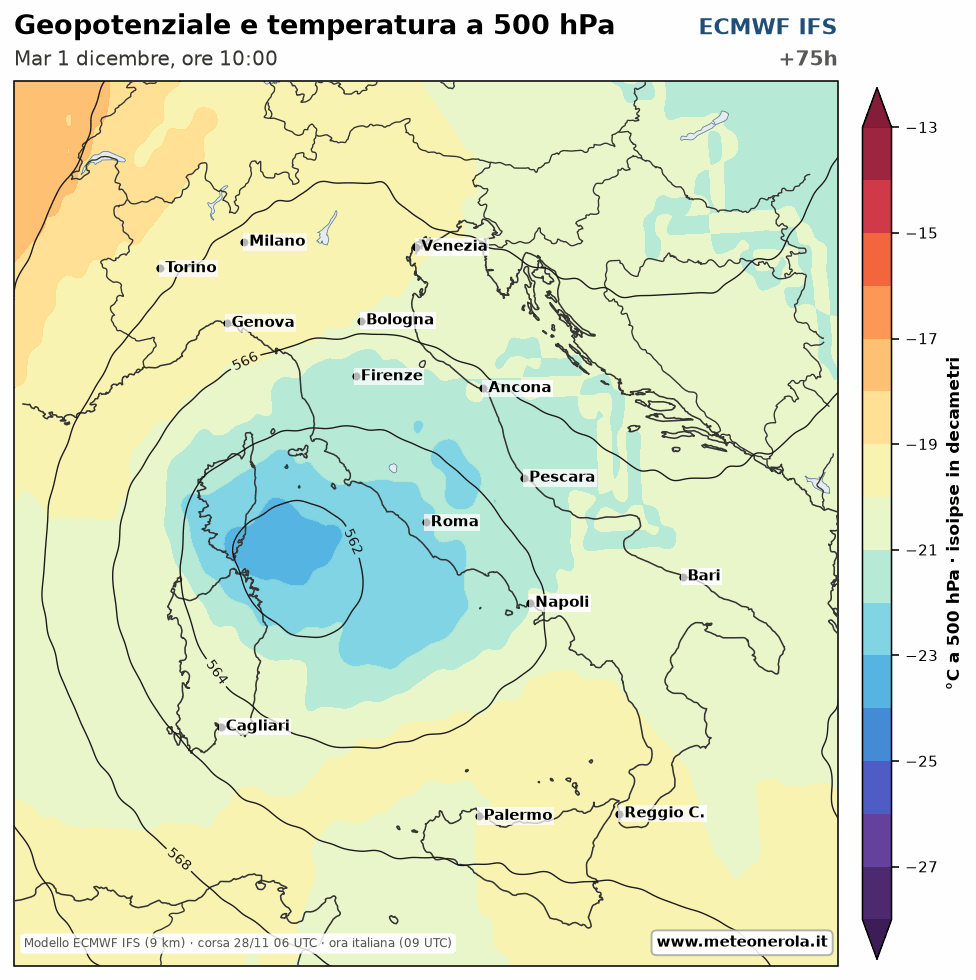 Geopotenziale e temperatura a 500 hPa
ECMWF IFS
Mar 1 dicembre, ore 10:00
+75h
−13
−15
−17
−19
−21
−23
−25
−27
°C a 500 hPa · isoipse in decametri
Milano
Venezia
Torino
Genova
Bologna
566
Firenze
Ancona
Pescara
Roma
562
Bari
Napoli
564
Cagliari
Palermo
Reggio C.
568
Modello ECMWF IFS (9 km) · corsa 28/11 06 UTC · ora italiana (09 UTC)
www.meteonerola.it